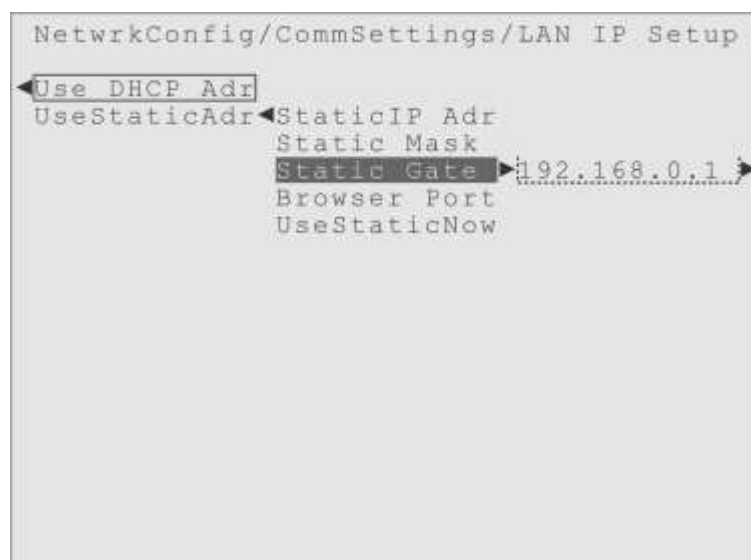 NetwrkConfig/CommSettings/LAN IP Setup
Use DHCP Adr
UseStaticAdr StaticIP Adr
Static Mask
Static Gate 192.168.0.1
Browser Port
UseStaticNow